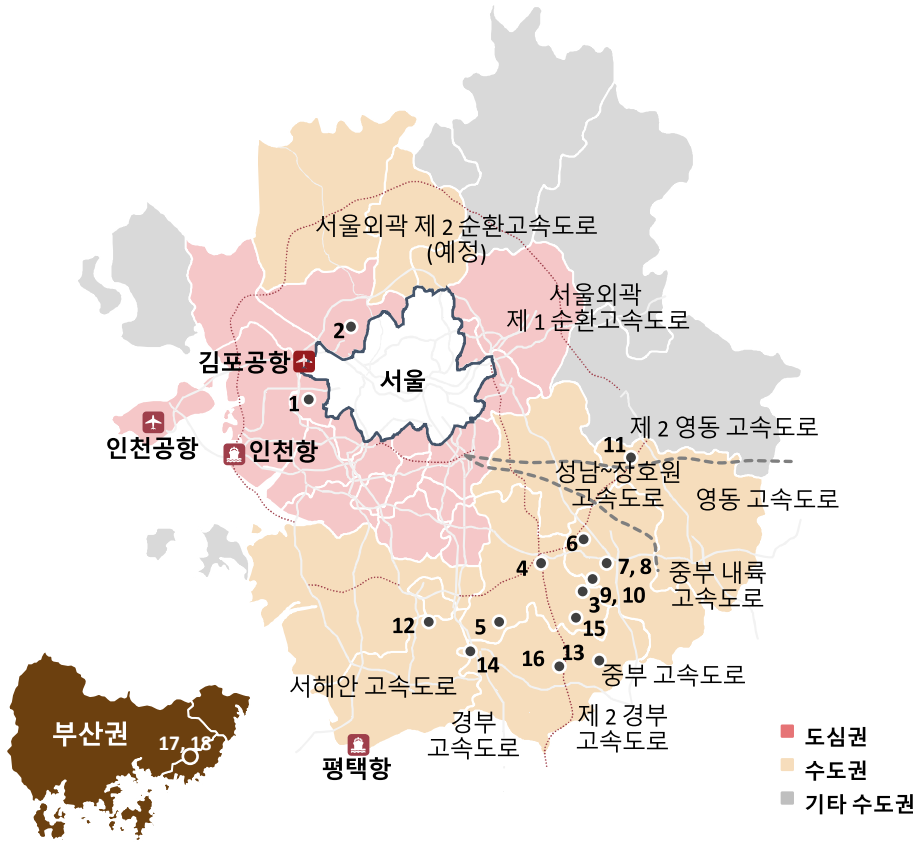 서울외곽 제 2 순환고속도로
(예정)
서울외곽
제 1 순환고속도로
2
김포공항
서울
1
인천공항
인천항
제 2 영동 고속도로
11
성남~장호원
고속도로
영동 고속도로
6
4
7, 8
중부 내륙
고속도로
9, 10
3
12
5
15
14
16
13
중부 고속도로
서해안 고속도로
경부
고속도로
제 2 경부
고속도로
평택항
부산권
17, 18
도심권
수도권
기타 수도권